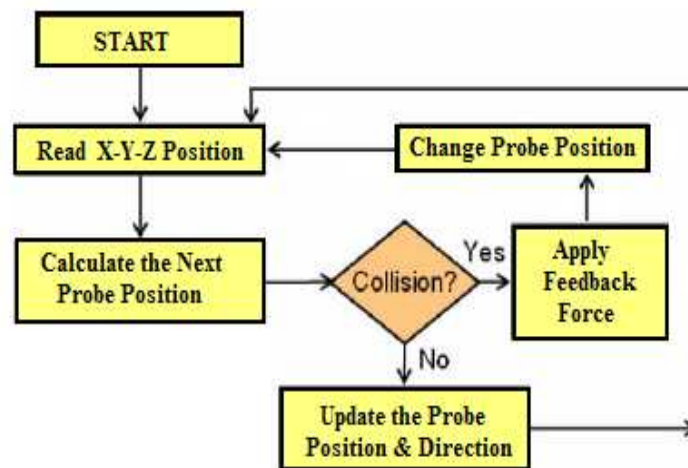 START
Read X-Y-Z Position
Change Probe Position
Calculate the Next
Probe Position
Collision?
Yes
Apply
Feedback
Force
No
Update the Probe
Position & Direction